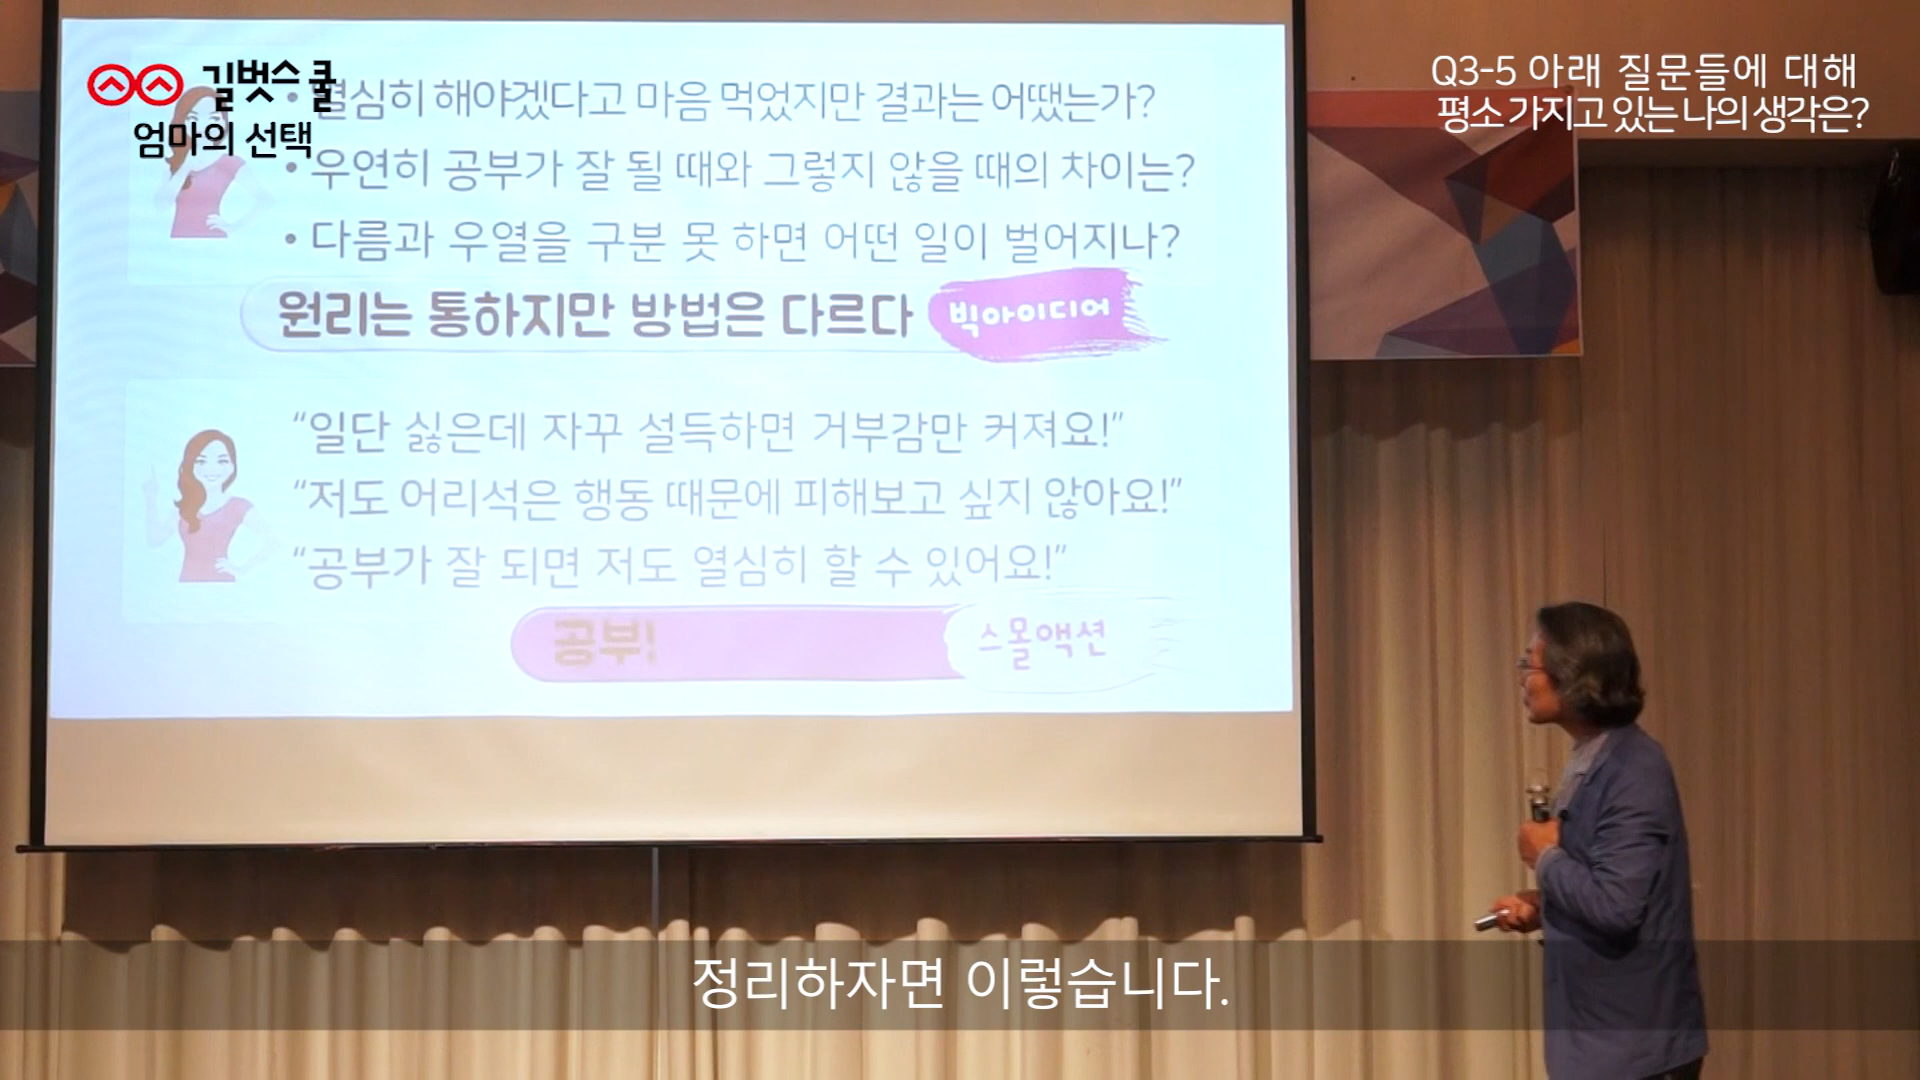 길벗스쿨
엄마의 선택
Q3-5 아래 질문들에 대해
평소 가지고 있는 나의 생각은?
• 열심히 해야겠다고 마음 먹었지만 결과는 어땠는가?
• 우연히 공부가 잘 될 때와 그렇지 않을 때의 차이는?
• 다름과 우열을 구분 못 하면 어떤 일이 벌어지나?
원리는 통하지만 방법은 다르다 빅아이디어
“일단 싫은데 자꾸 설득하면 거부감만 커져요!”
“저도 어리석은 행동 때문에 피해보고 싶지 않아요!”
“공부가 잘 되면 저도 열심히 할 수 있어요!”
공부! 스몰액션
정리하자면 이렇습니다.